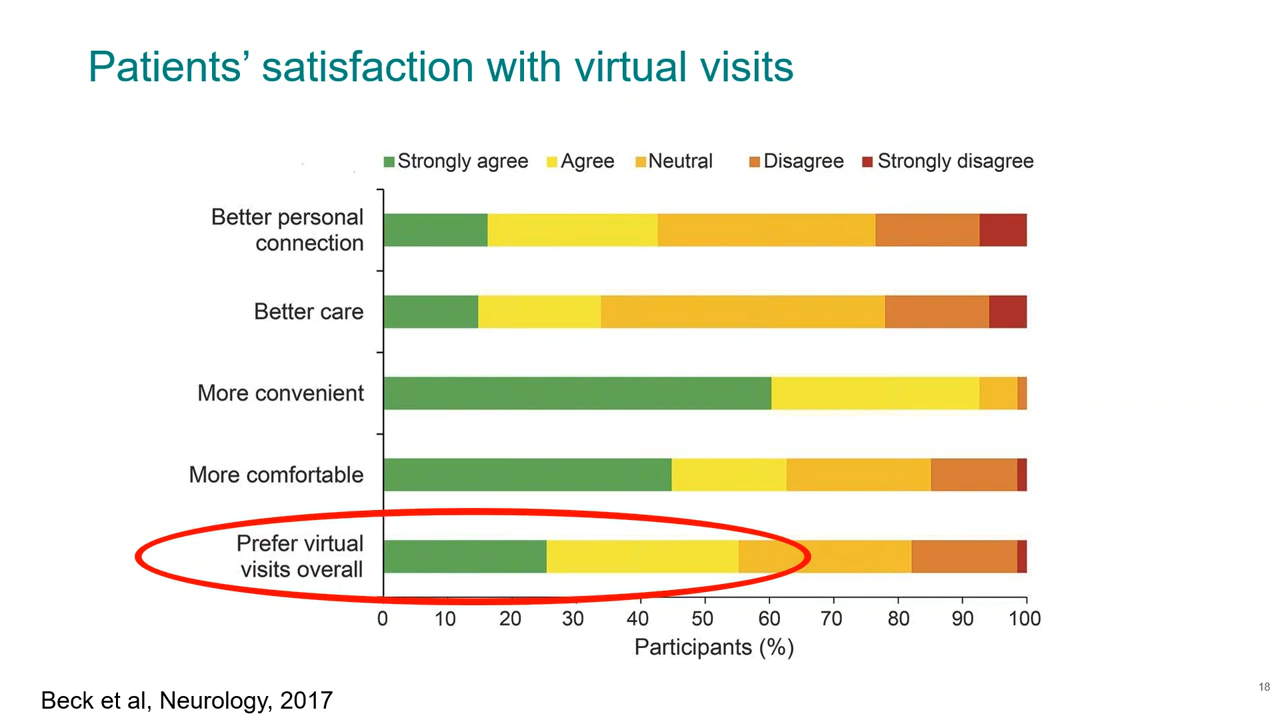 Patients’ satisfaction with virtual visits
Strongly agree Agree Neutral Disagree Strongly disagree
Better personal
connection
Better care
More convenient
More comfortable
Prefer virtual
visits overall
0 10 20 30 40 50 60 70 80 90 100
Participants (%)
Beck et al, Neurology, 2017
18